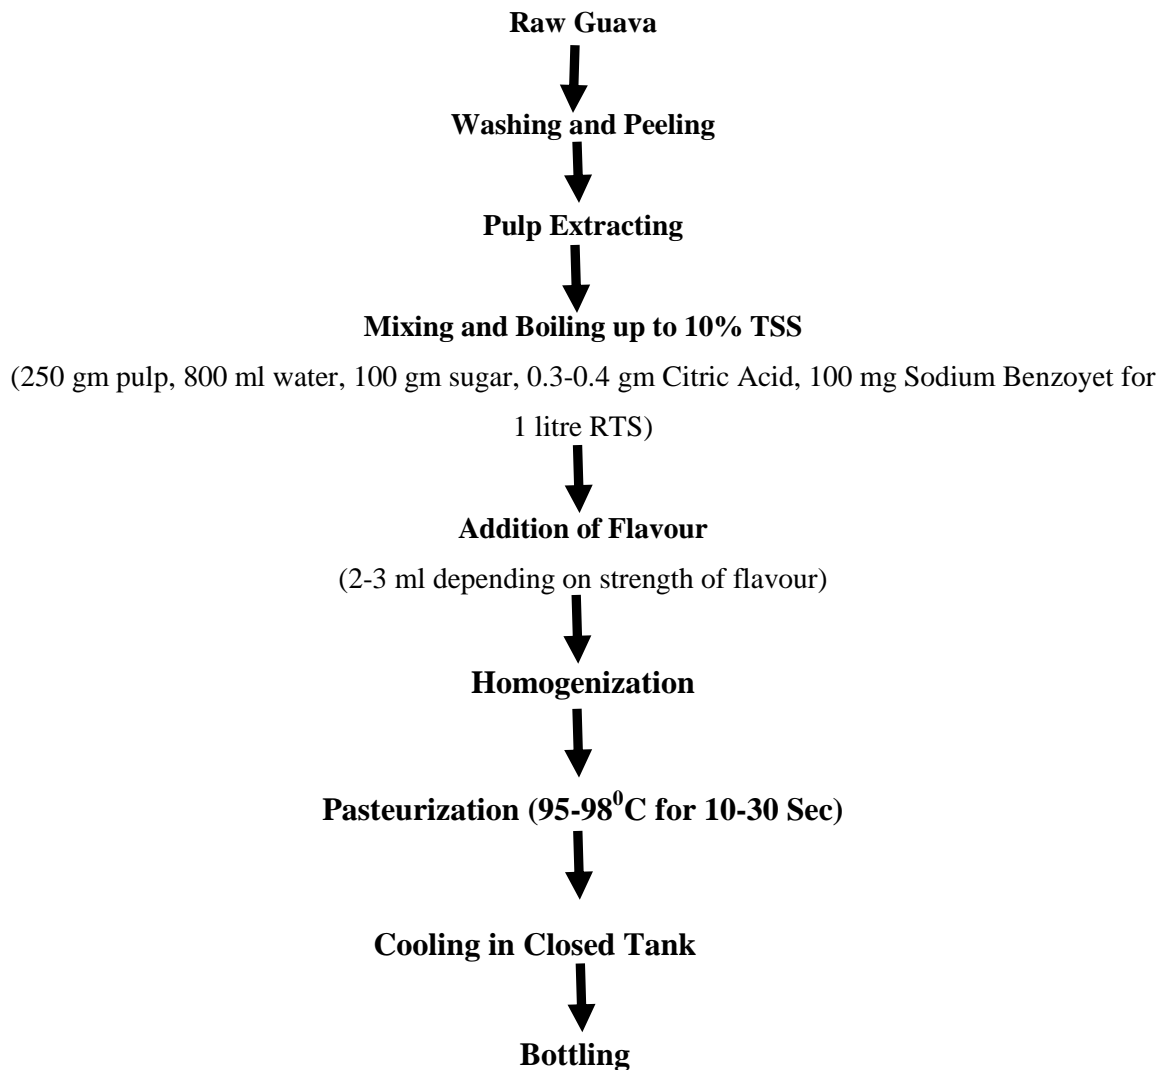 Raw Guava
Washing and Peeling
Pulp Extracting
Mixing and Boiling up to 10% TSS
(250 gm pulp, 800 ml water, 100 gm sugar, 0.3-0.4 gm Citric Acid, 100 mg Sodium Benzoyet for
1 litre RTS)
Addition of Flavour
(2-3 ml depending on strength of flavour)
Homogenization
Pasteurization (95-98⁰C for 10-30 Sec)
Cooling in Closed Tank
Bottling